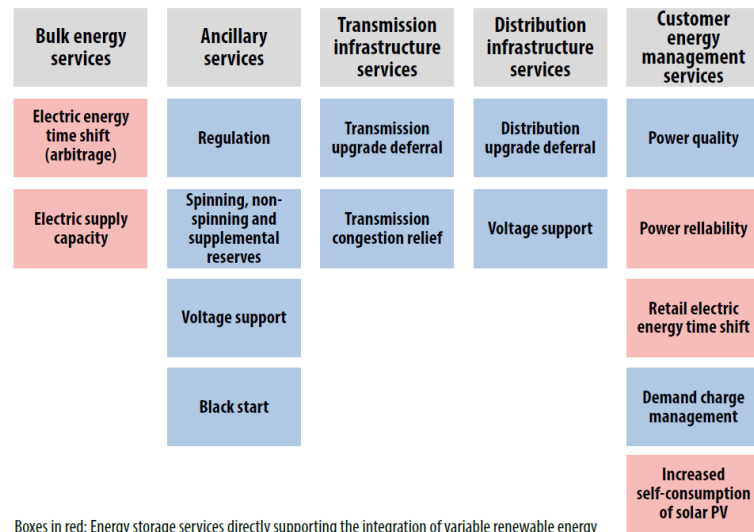 Bulk energy
services
Ancillary
services
Transmission
infrastructure
services
Distribution
infrastructure
services
Customer
energy
management
services
Electric energy
time shift
(arbitrage)
Regulation
Transmission
upgrade deferral
Distribution
upgrade deferral
Power quality
Electric supply
capacity
Spinning, non-
spinning and
supplemental
reserves
Transmission
congestion relief
Voltage support
Power rellability
Voltage support
Retail electric
energy time shift
Black start
Demand charge
management
Increased
self-consumption
of solar PV
Boxes in red: Energy storage services directly supporting the integration of variable renewable energy